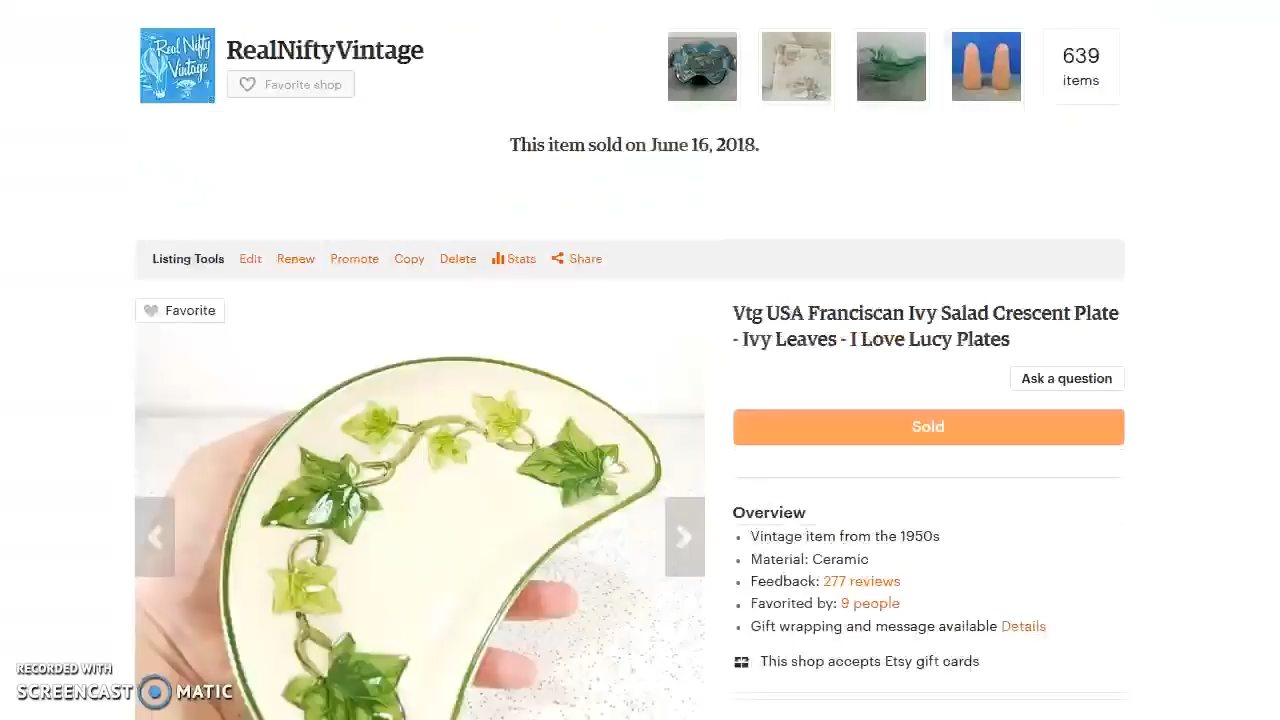 Real Nifty
Vintage
RealNiftyVintage
Favorite shop
639
items
This item sold on June 16, 2018.
Listing Tools Edit Renew Promote Copy Delete Stats Share
Favorite
Vtg USA Franciscan Ivy Salad Crescent Plate
- Ivy Leaves - I Love Lucy Plates
Ask a question
Sold
Overview
Vintage item from the 1950s
Material: Ceramic
Feedback: 277 reviews
Favorited by: 9 people
Gift wrapping and message available Details
This shop accepts Etsy gift cards
RECORDED WITH
SCREENCAST MATIC